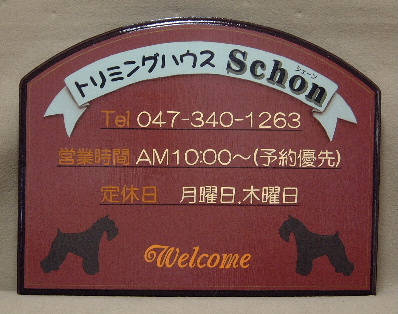 トリミングハウス Schon
シェーン
Tel 047-340-1263
営業時間 AM10:00～(予約優先)
定休日 月曜日,木曜日
Welcome